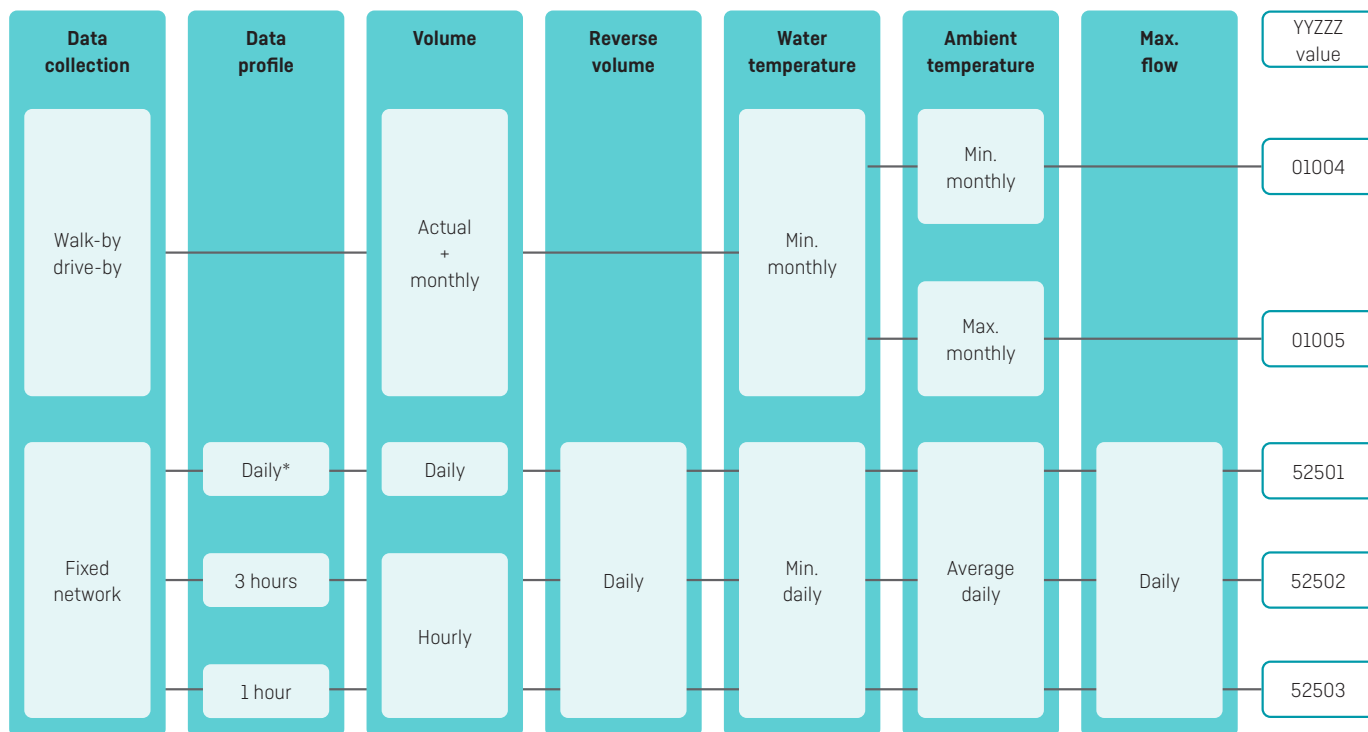 Data
collection
Data
profile
Volume
Reverse
volume
Water
temperature
Ambient
temperature
Max.
flow
YYZZZ
value
Walk-by
drive-by
Actual
+
monthly
Min.
monthly
Min.
monthly
01004
Max.
monthly
01005
Fixed
network
Daily*
Daily
Daily
Min.
daily
Average
daily
Daily
52501
3 hours
Hourly
52502
1 hour
52503